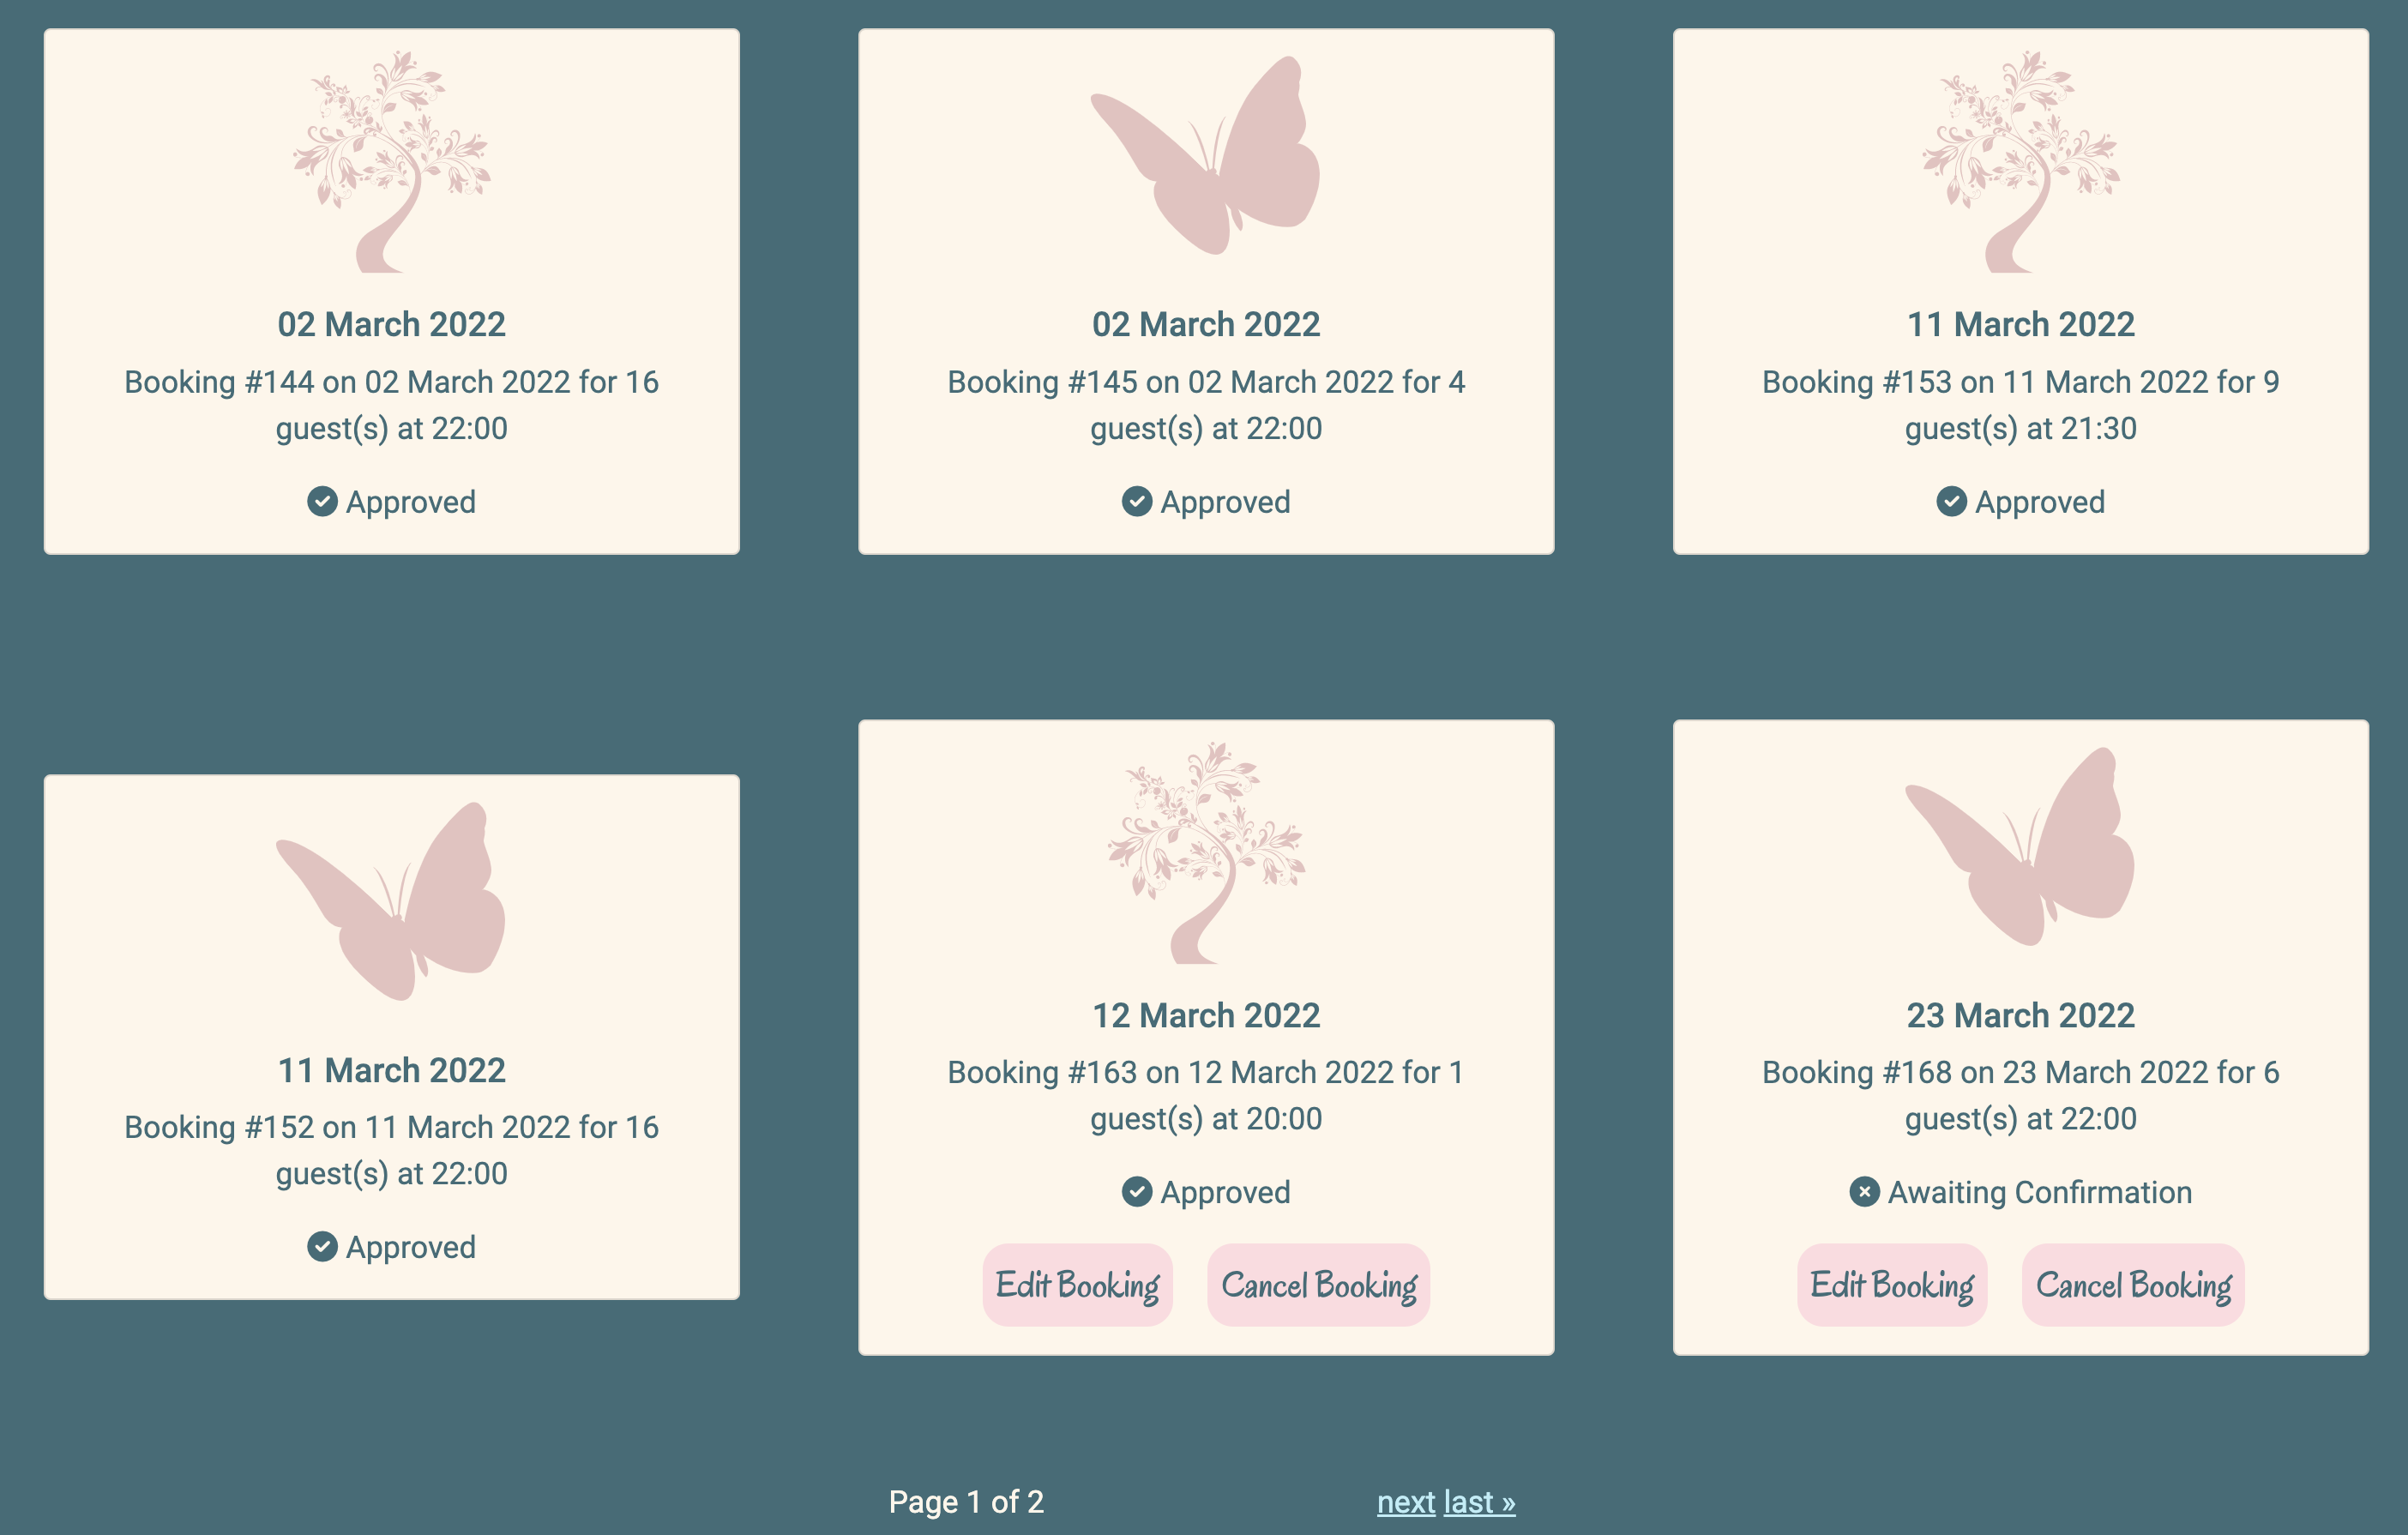 02 March 2022
Booking #144 on 02 March 2022 for 16
guest(s) at 22:00
Approved
02 March 2022
Booking #145 on 02 March 2022 for 4
guest(s) at 22:00
Approved
11 March 2022
Booking #153 on 11 March 2022 for 9
guest(s) at 21:30
Approved
11 March 2022
Booking #152 on 11 March 2022 for 16
guest(s) at 22:00
Approved
12 March 2022
Booking #163 on 12 March 2022 for 1
guest(s) at 20:00
Approved
Edit Booking Cancel Booking
23 March 2022
Booking #168 on 23 March 2022 for 6
guest(s) at 22:00
Awaiting Confirmation
Edit Booking Cancel Booking
Page 1 of 2 next last »